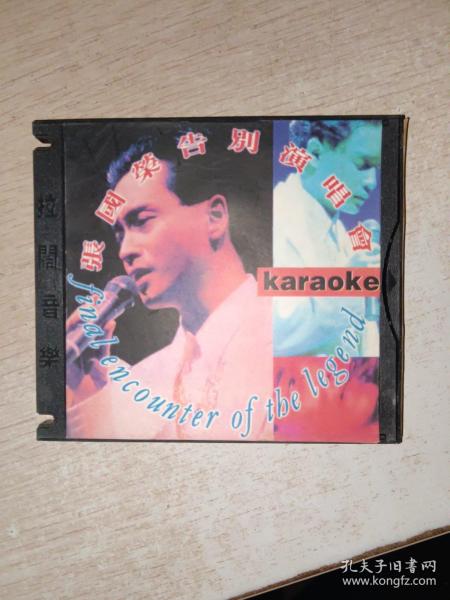 張國榮告別演唱會
karaoke
final encounter of the legend
拉闊音樂
孔夫子旧书网
www.kongfz.com